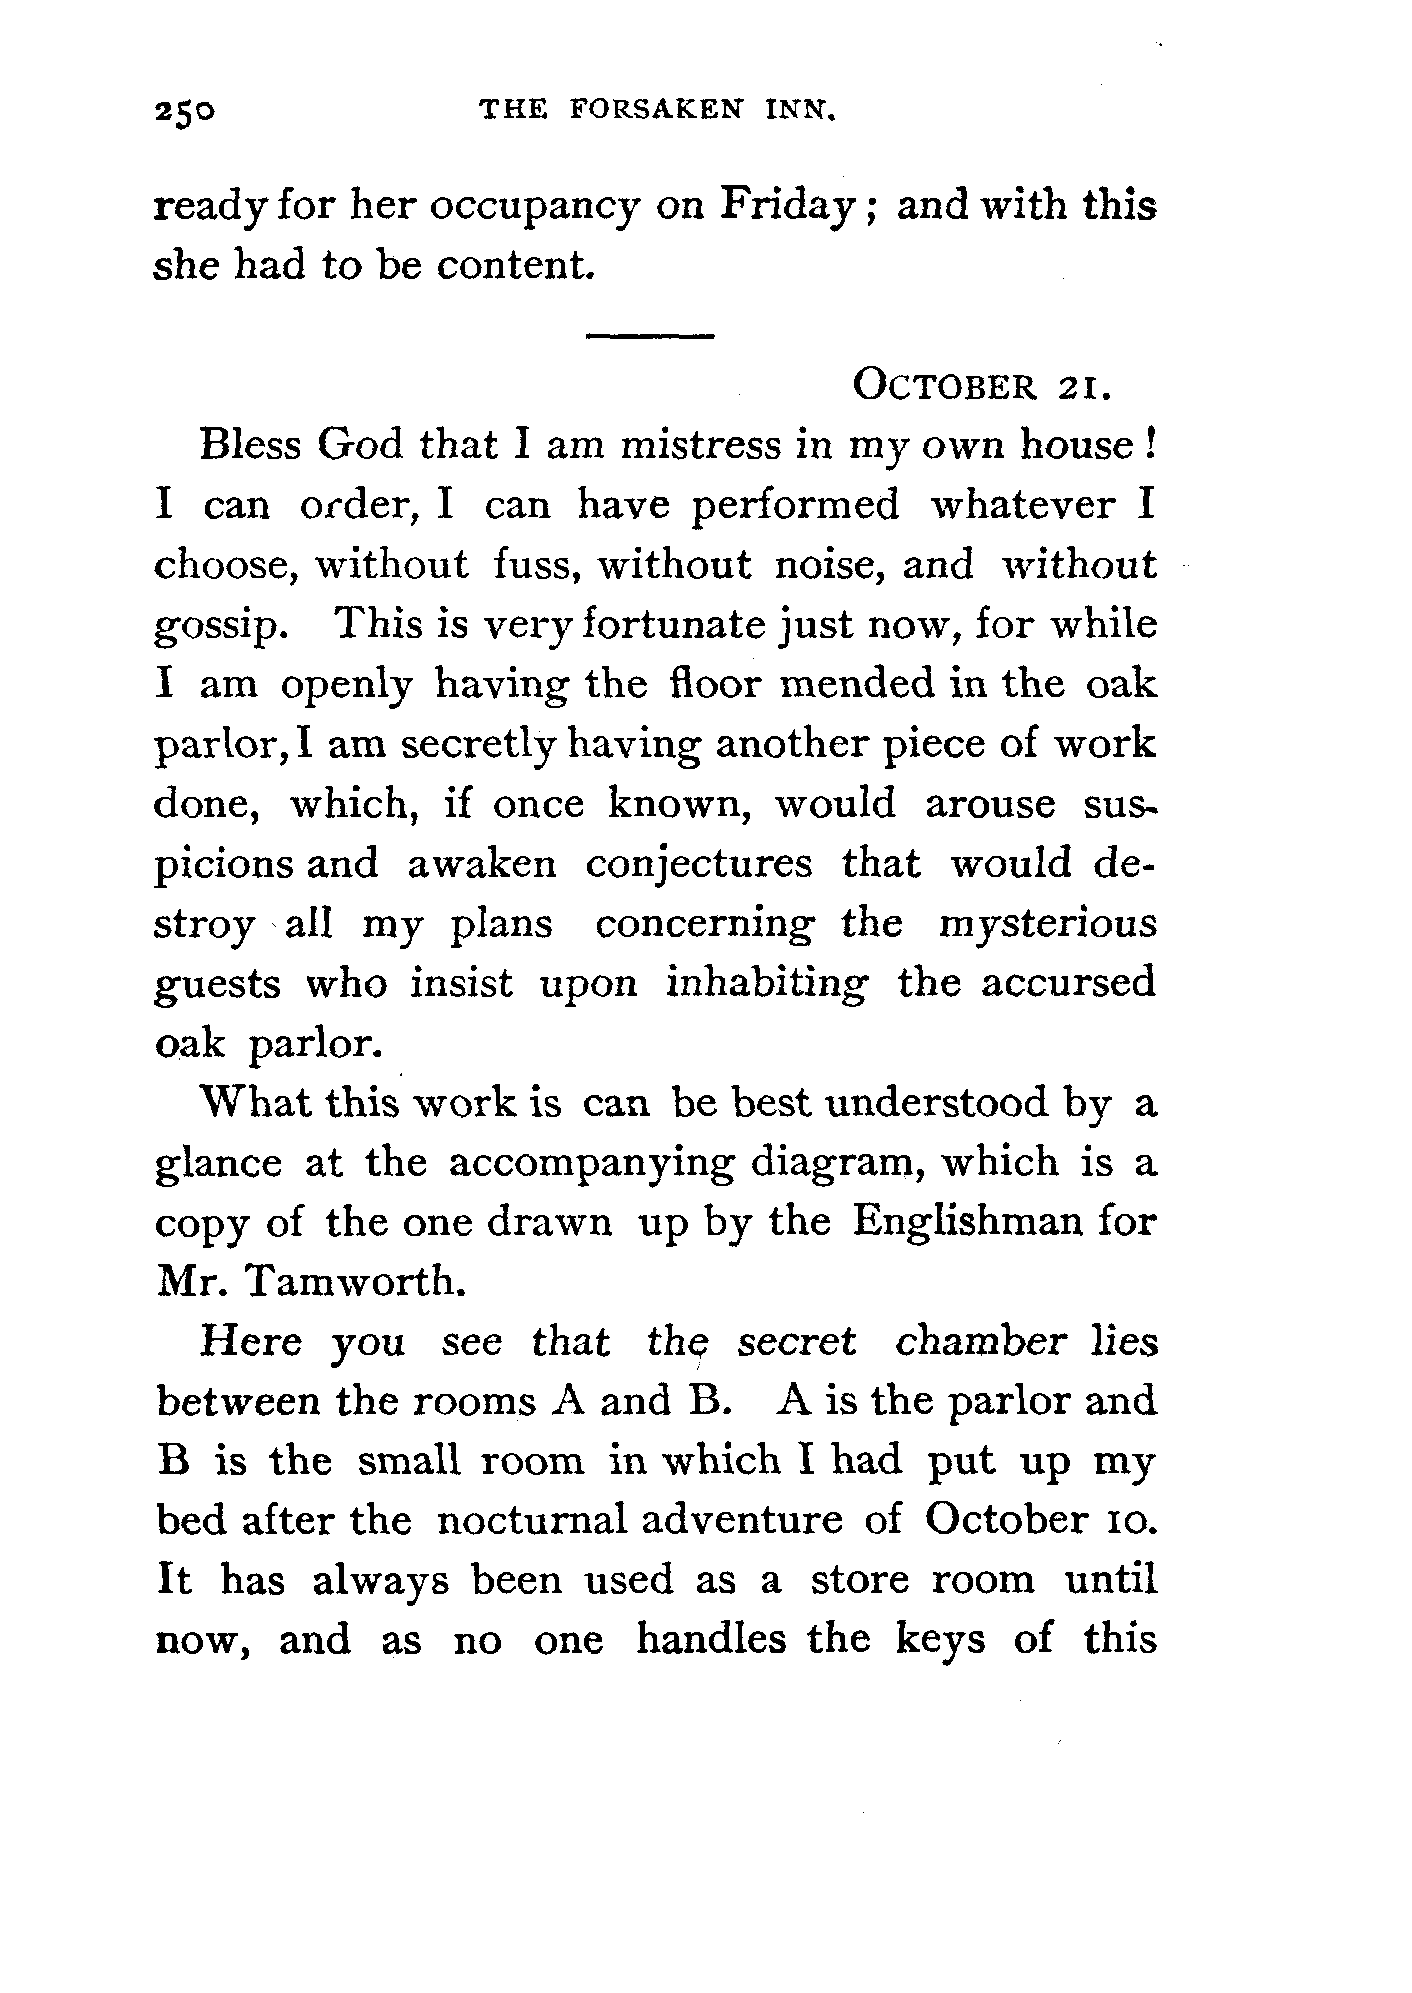 250 THE FORSAKEN INN.
ready for her occupancy on Friday ; and with this
she had to be content.
OCTOBER 21.
Bless God that I am mistress in my own house !
I can order, I can have performed whatever I
choose, without fuss, without noise, and without
gossip. This is very fortunate just now, for while
I am openly having the floor mended in the oak
parlor, I am secretly having another piece of work
done, which, if once known, would arouse sus-
picions and awaken conjectures that would de-
stroy all my plans concerning the mysterious
guests who insist upon inhabiting the accursed
oak parlor.
What this work is can be best understood by a
glance at the accompanying diagram, which is a
copy of the one drawn up by the Englishman for
Mr. Tamworth.
Here you see that the secret chamber lies
between the rooms A and B. A is the parlor and
B is the small room in which I had put up my
bed after the nocturnal adventure of October 10.
It has always been used as a store room until
now, and as no one handles the keys of this